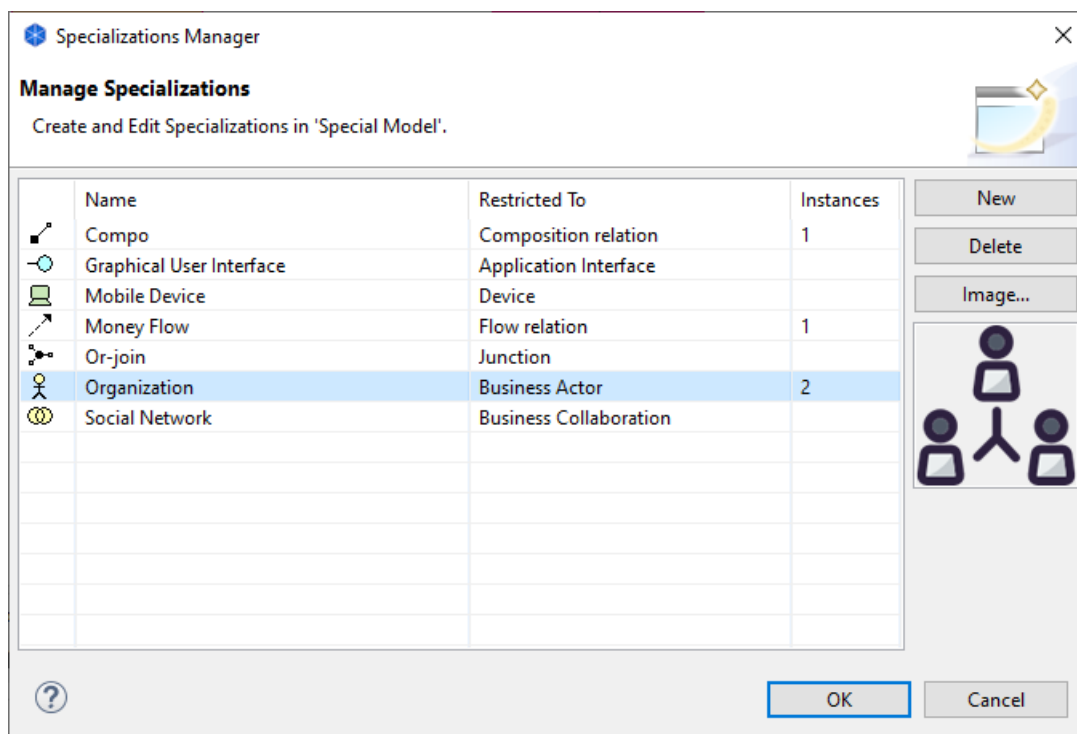 Specializations Manager
Manage Specializations
Create and Edit Specializations in 'Special Model'.
Name Restricted To Instances New
Compo Composition relation 1
Delete
Graphical User Interface Application Interface
Mobile Device Device Image...
Money Flow Flow relation 1
Or-join Junction
Organization Business Actor 2
Social Network Business Collaboration
? OK Cancel